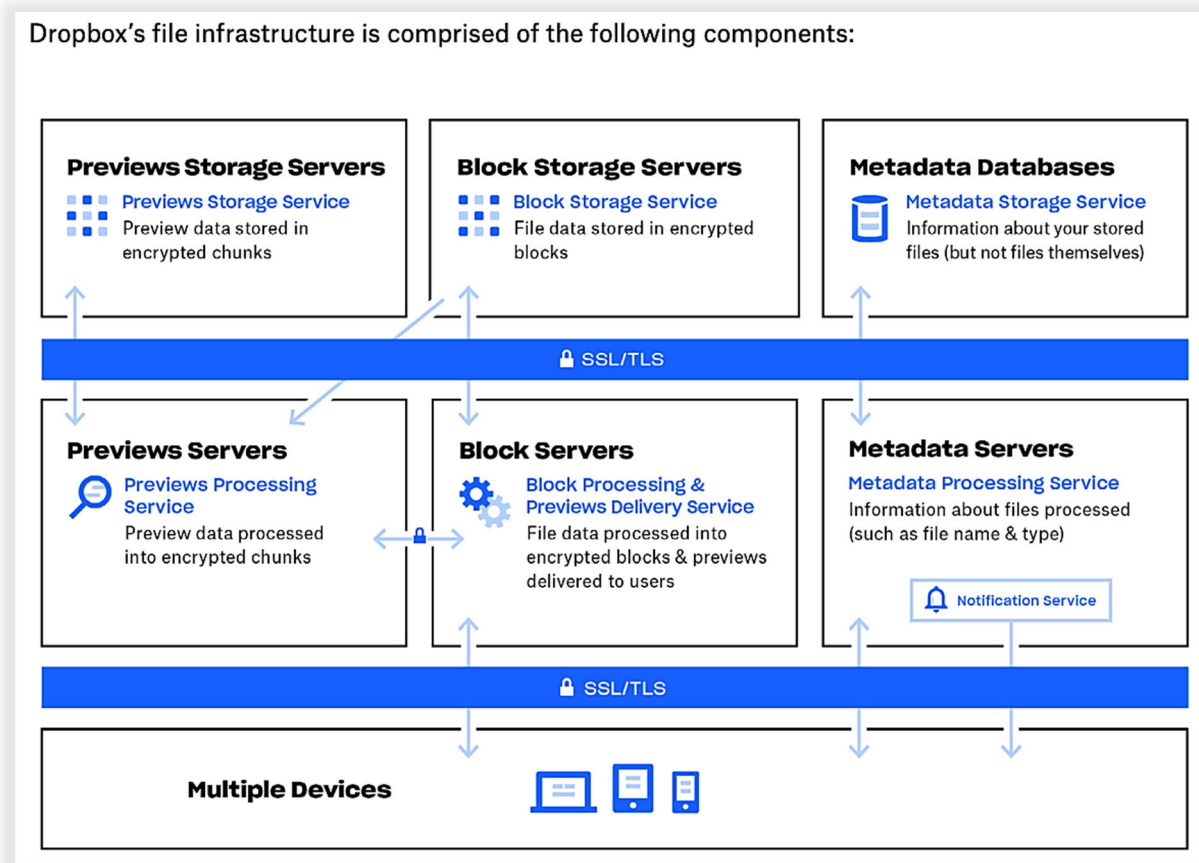 Dropbox's file infrastructure is comprised of the following components:
Previews Storage Servers
Previews Storage Service
Preview data stored in
encrypted chunks
Block Storage Servers
Block Storage Service
File data stored in encrypted
blocks
Metadata Databases
Metadata Storage Service
Information about your stored
files (but not files themselves)
SSL/TLS
Previews Servers
Previews Processing
Service
Preview data processed
into encrypted chunks
Block Servers
Block Processing &
Previews Delivery Service
File data processed into
encrypted blocks & previews
delivered to users
Metadata Servers
Metadata Processing Service
Information about files processed
(such as file name & type)
Notification Service
SSL/TLS
Multiple Devices